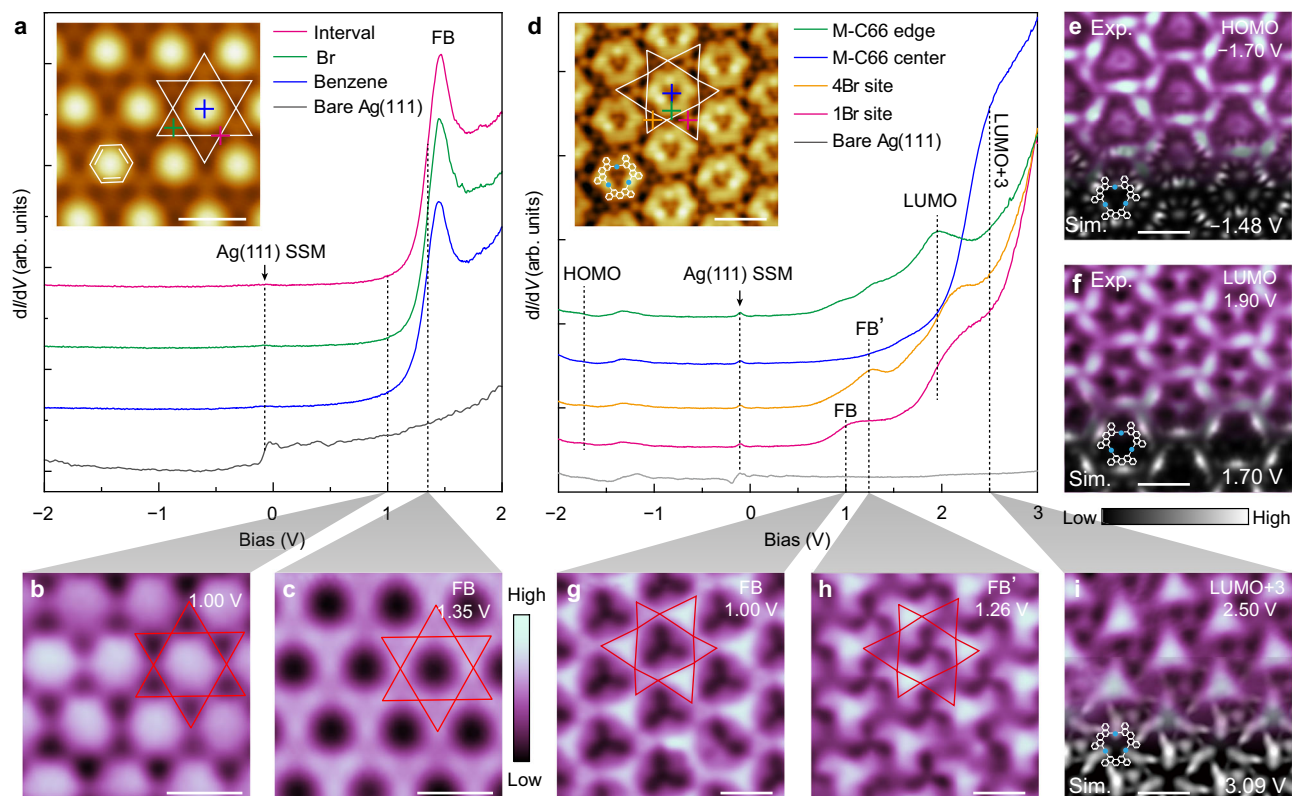 a
Interval
Br
Benzene
Bare Ag(111)
FB
Ag(111) SSM
dI/dV (arb. units)
−2
−1
0
1
2
Bias (V)
d
M-C66 edge
M-C66 center
4Br site
1Br site
Bare Ag(111)
HOMO
Ag(111) SSM
FB
FB’
LUMO
LUMO+3
dI/dV (arb. units)
−2
−1
0
1
2
3
Bias (V)
e Exp. HOMO
−1.70 V
Sim. −1.48 V
f Exp. LUMO
1.90 V
Sim. 1.70 V
Low High
b 1.00 V
c FB
1.35 V
High
Low
g FB
1.00 V
h FB’
1.26 V
i LUMO+3
2.50 V
Sim. 3.09 V